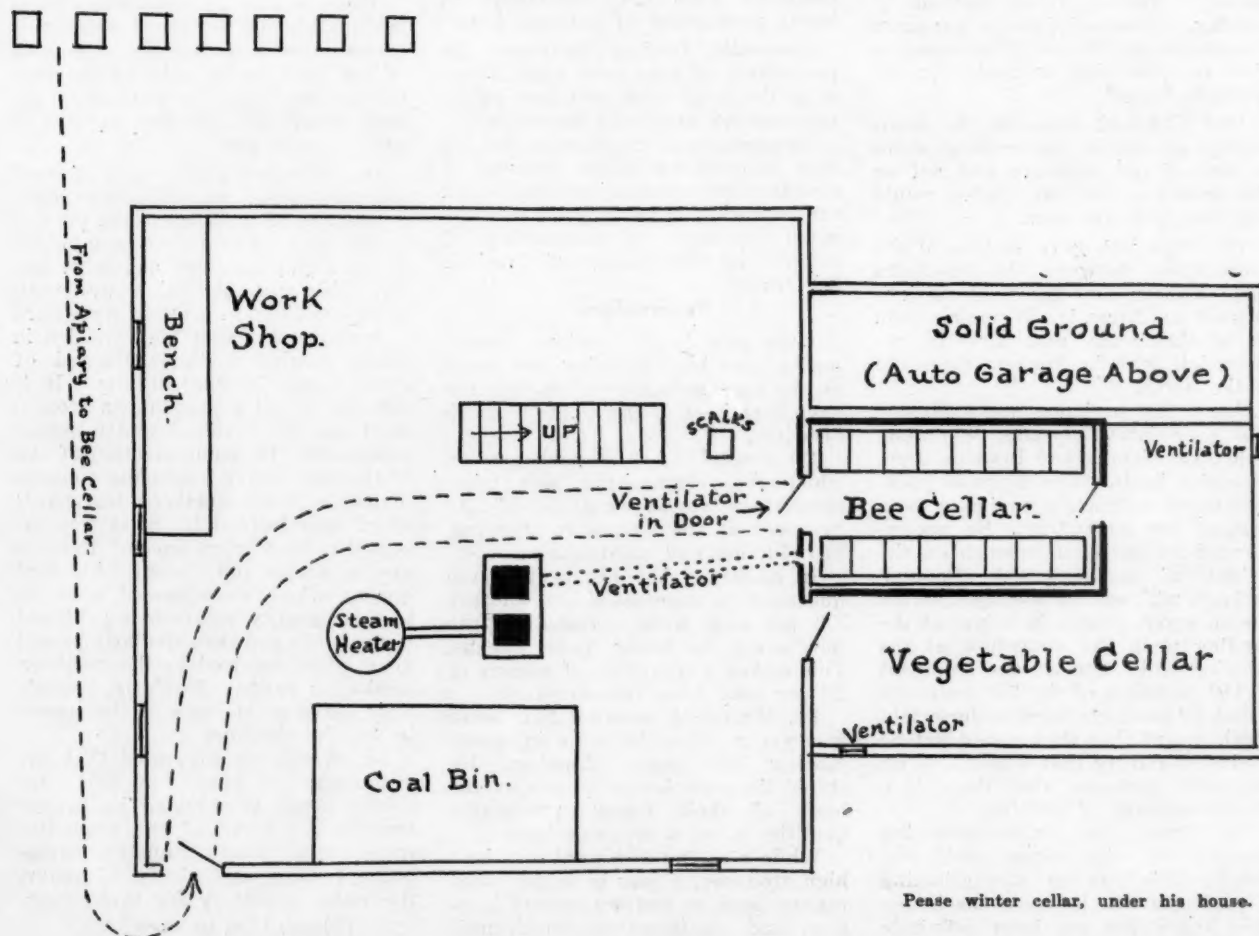 From Apiary to Bee Cellar
Bench
Work
Shop.
Solid Ground
(Auto Garage Above)
UP
SCALES
Ventilator
Ventilator
in Door
Bee Cellar.
Ventilator
Steam
Heater
Vegetable Cellar.
Ventilator
Coal Bin.
Pease winter cellar, under his house.